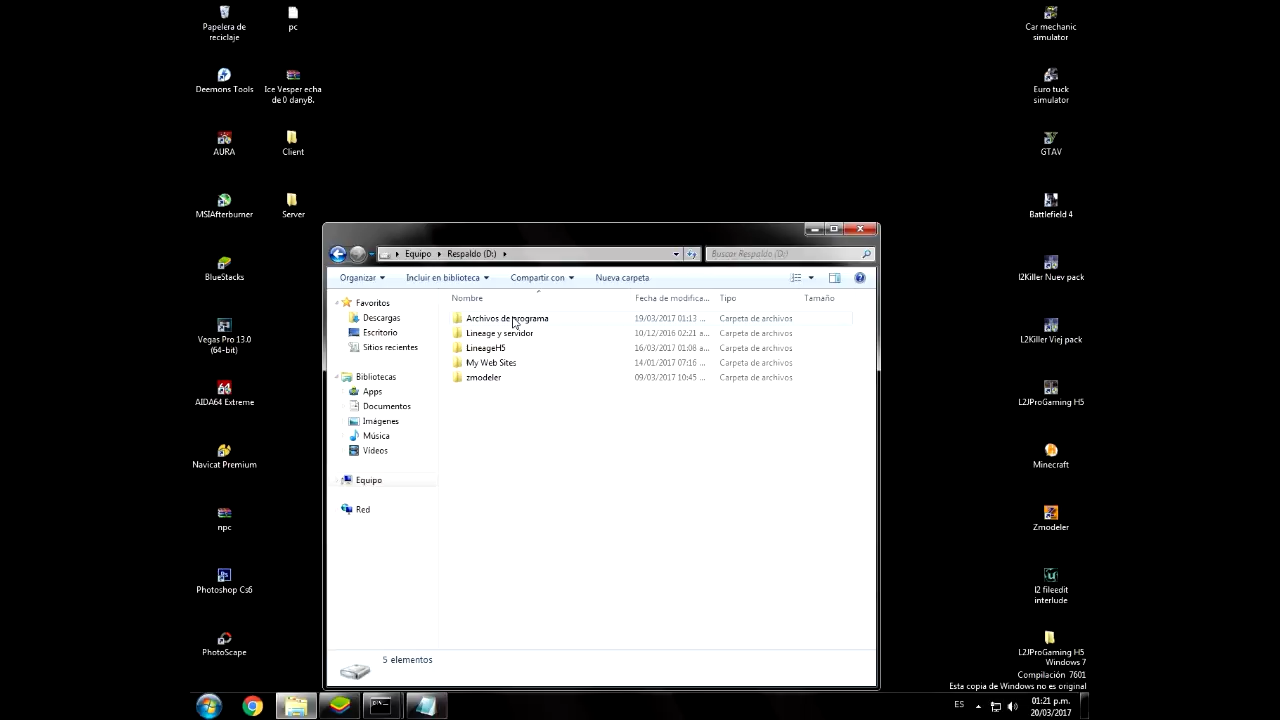 Papelera de
reciclaje
pc
Deemons Tools
Ice Vesper echa
de 0 danyB.
AURA
Client
MSIAfterburner
Server
BlueStacks
Vegas Pro 13.0
(64-bit)
AIDA64 Extreme
Navicat Premium
npc
Photoshop Cs6
PhotoScape
Equipo
Respaldo (D:)
Buscar Respaldo (D:)
Organizar
Incluir en biblioteca
Compartir con
Nueva carpeta
Favoritos
Descargas
Escritorio
Sitios recientes
Bibliotecas
Apps
Documentos
Imágenes
Música
Vídeos
Equipo
Red
Nombre
Fecha de modifica...
Tipo
Tamaño
Archivos de programa
19/03/2017 01:13 ...
Carpeta de archivos
Lineage y servidor
10/12/2016 02:21 a...
Carpeta de archivos
LineageH5
16/03/2017 01:08 a...
Carpeta de archivos
My Web Sites
14/01/2017 07:16 ...
Carpeta de archivos
zmodeler
09/03/2017 10:45 ...
Carpeta de archivos
5 elementos
Car mechanic
simulator
Euro tuck
simulator
GTAV
Battlefield 4
l2Killer Nuev pack
L2Killer Viej pack
L2JProGaming H5
Minecraft
Zmodeler
l2 fileedit
interlude
L2JProGaming H5
Windows 7
Compilación 7601
Esta copia de Windows no es original
ES
01:21 p.m.
20/03/2017